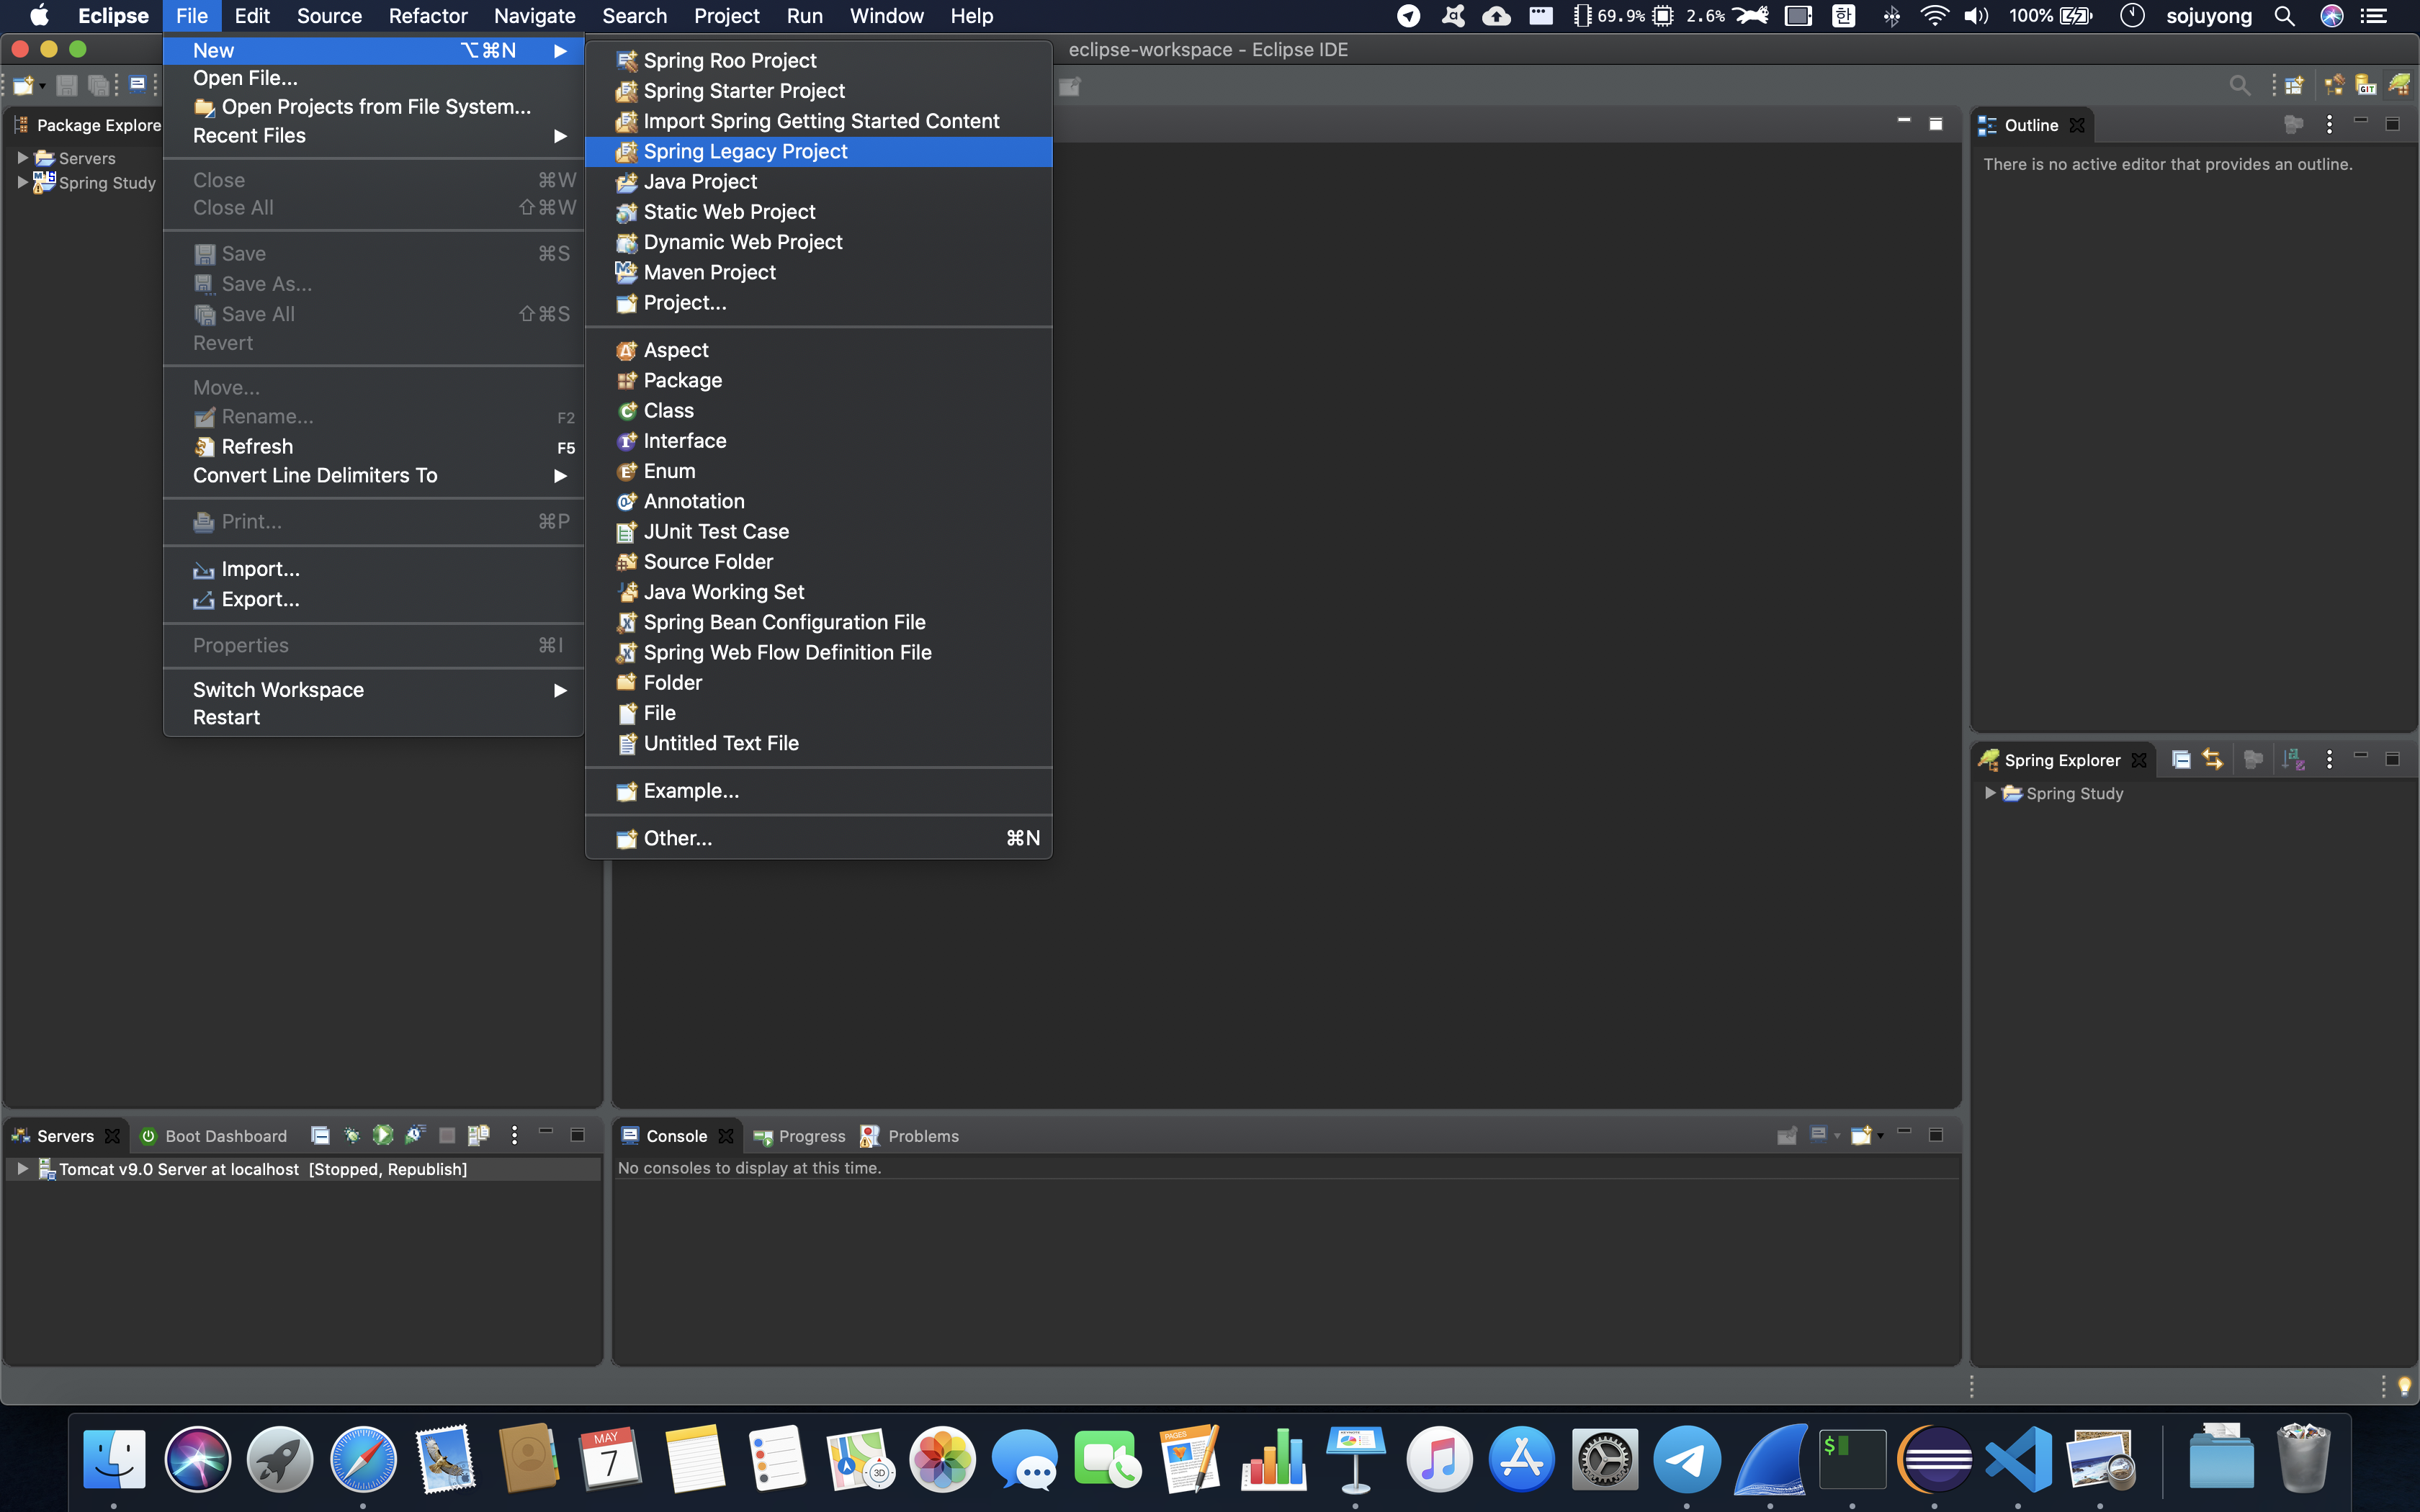 Eclipse File Edit Source Refactor Navigate Search Project Run Window Help 69.9% 2.6% 한 100% sojuyong
eclipse-workspace - Eclipse IDE
New ⌥⌘N
Open File...
Open Projects from File System...
Recent Files
Close ⌘W
Close All ⇧⌘W
Save ⌘S
Save As...
Save All ⇧⌘S
Revert
Move...
Rename... F2
Refresh F5
Convert Line Delimiters To
Print... ⌘P
Import...
Export...
Properties ⌘I
Switch Workspace
Restart
Spring Roo Project
Spring Starter Project
Import Spring Getting Started Content
Spring Legacy Project
Java Project
Static Web Project
Dynamic Web Project
Maven Project
Project...
Aspect
Package
Class
Interface
Enum
Annotation
JUnit Test Case
Source Folder
Java Working Set
Spring Bean Configuration File
Spring Web Flow Definition File
Folder
File
Untitled Text File
Example...
Other... ⌘N
Package Explore
Servers
Spring Study
GIT
Outline
There is no active editor that provides an outline.
Spring Explorer
Spring Study
Servers Boot Dashboard
Tomcat v9.0 Server at localhost [Stopped, Republish]
Console Progress Problems
No consoles to display at this time.
MAY
7
3D
PAGES
$